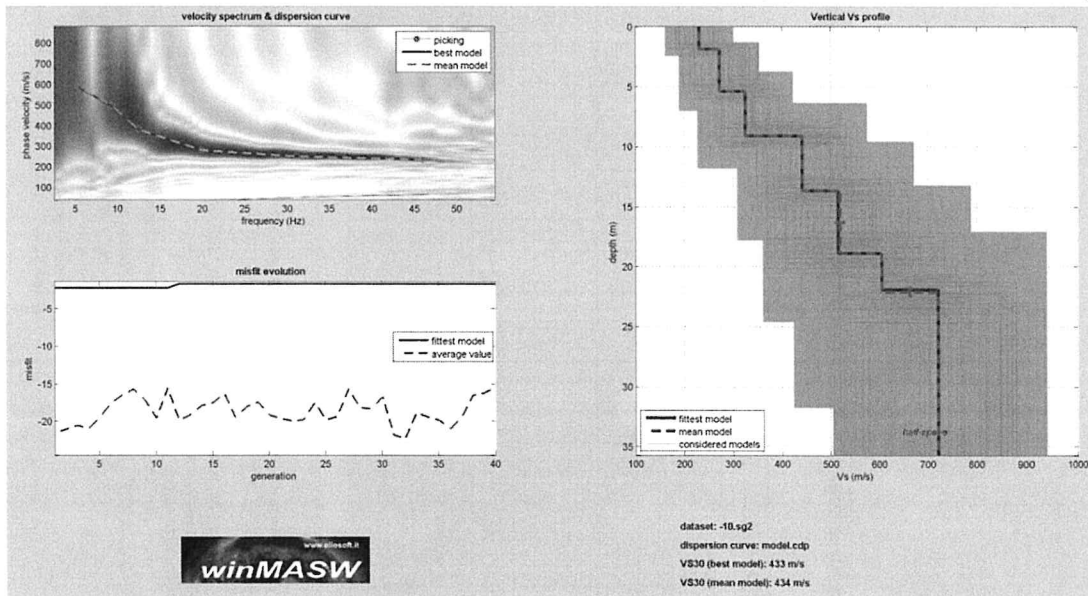 velocity spectrum & dispersion curve
800
700
600
500
400
300
200
100
phase velocity (m/s)
picking
best model
mean model
5 10 15 20 25 30 35 40 45 50
frequency (Hz)
misfit evolution
-5
-10
-15
-20
misfit
fittest model
average value
5 10 15 20 25 30 35 40
generation
www.eliosoft.it
winMASW
Vertical Vs profile
0
5
10
15
20
25
30
35
depth (m)
fittest model
mean model
considered models
half-space
100 200 300 400 500 600 700 800 900 1000
Vs (m/s)
dataset: -10.sg2
dispersion curve: model.cdp
VS30 (best model): 433 m/s
VS30 (mean model): 434 m/s